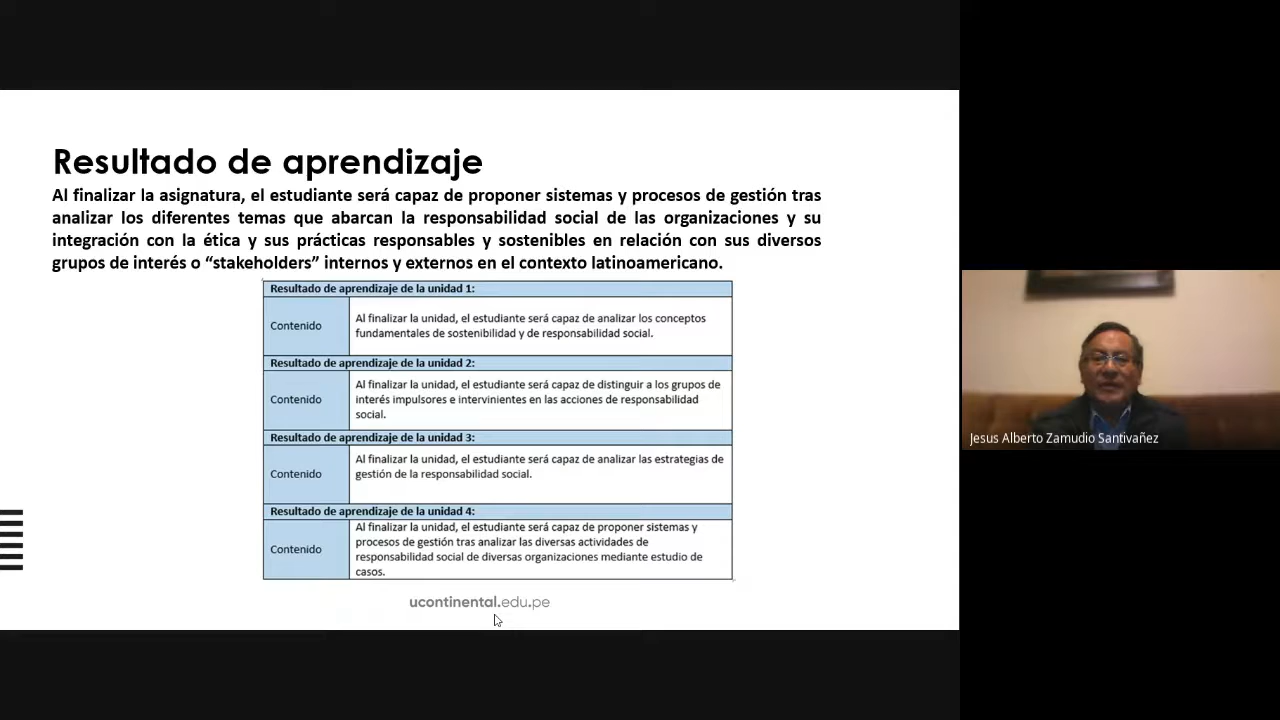 Resultado de aprendizaje
Al finalizar la asignatura, el estudiante será capaz de proponer sistemas y procesos de gestión tras
analizar los diferentes temas que abarcan la responsabilidad social de las organizaciones y su
integración con la ética y sus prácticas responsables y sostenibles en relación con sus diversos
grupos de interés o “stakeholders” internos y externos en el contexto latinoamericano.
Resultado de aprendizaje de la unidad 1:
Contenido
Al finalizar la unidad, el estudiante será capaz de analizar los conceptos
fundamentales de sostenibilidad y de responsabilidad social.
Resultado de aprendizaje de la unidad 2:
Contenido
Al finalizar la unidad, el estudiante será capaz de distinguir a los grupos de
interés impulsores e intervinientes en las acciones de responsabilidad
social.
Resultado de aprendizaje de la unidad 3:
Contenido
Al finalizar la unidad, el estudiante será capaz de analizar las estrategias de
gestión de la responsabilidad social.
Resultado de aprendizaje de la unidad 4:
Contenido
Al finalizar la unidad, el estudiante será capaz de proponer sistemas y
procesos de gestión tras analizar las diversas actividades de
responsabilidad social de diversas organizaciones mediante estudio de
casos.
ucontinental.edu.pe
Jesus Alberto Zamudio Santivañez